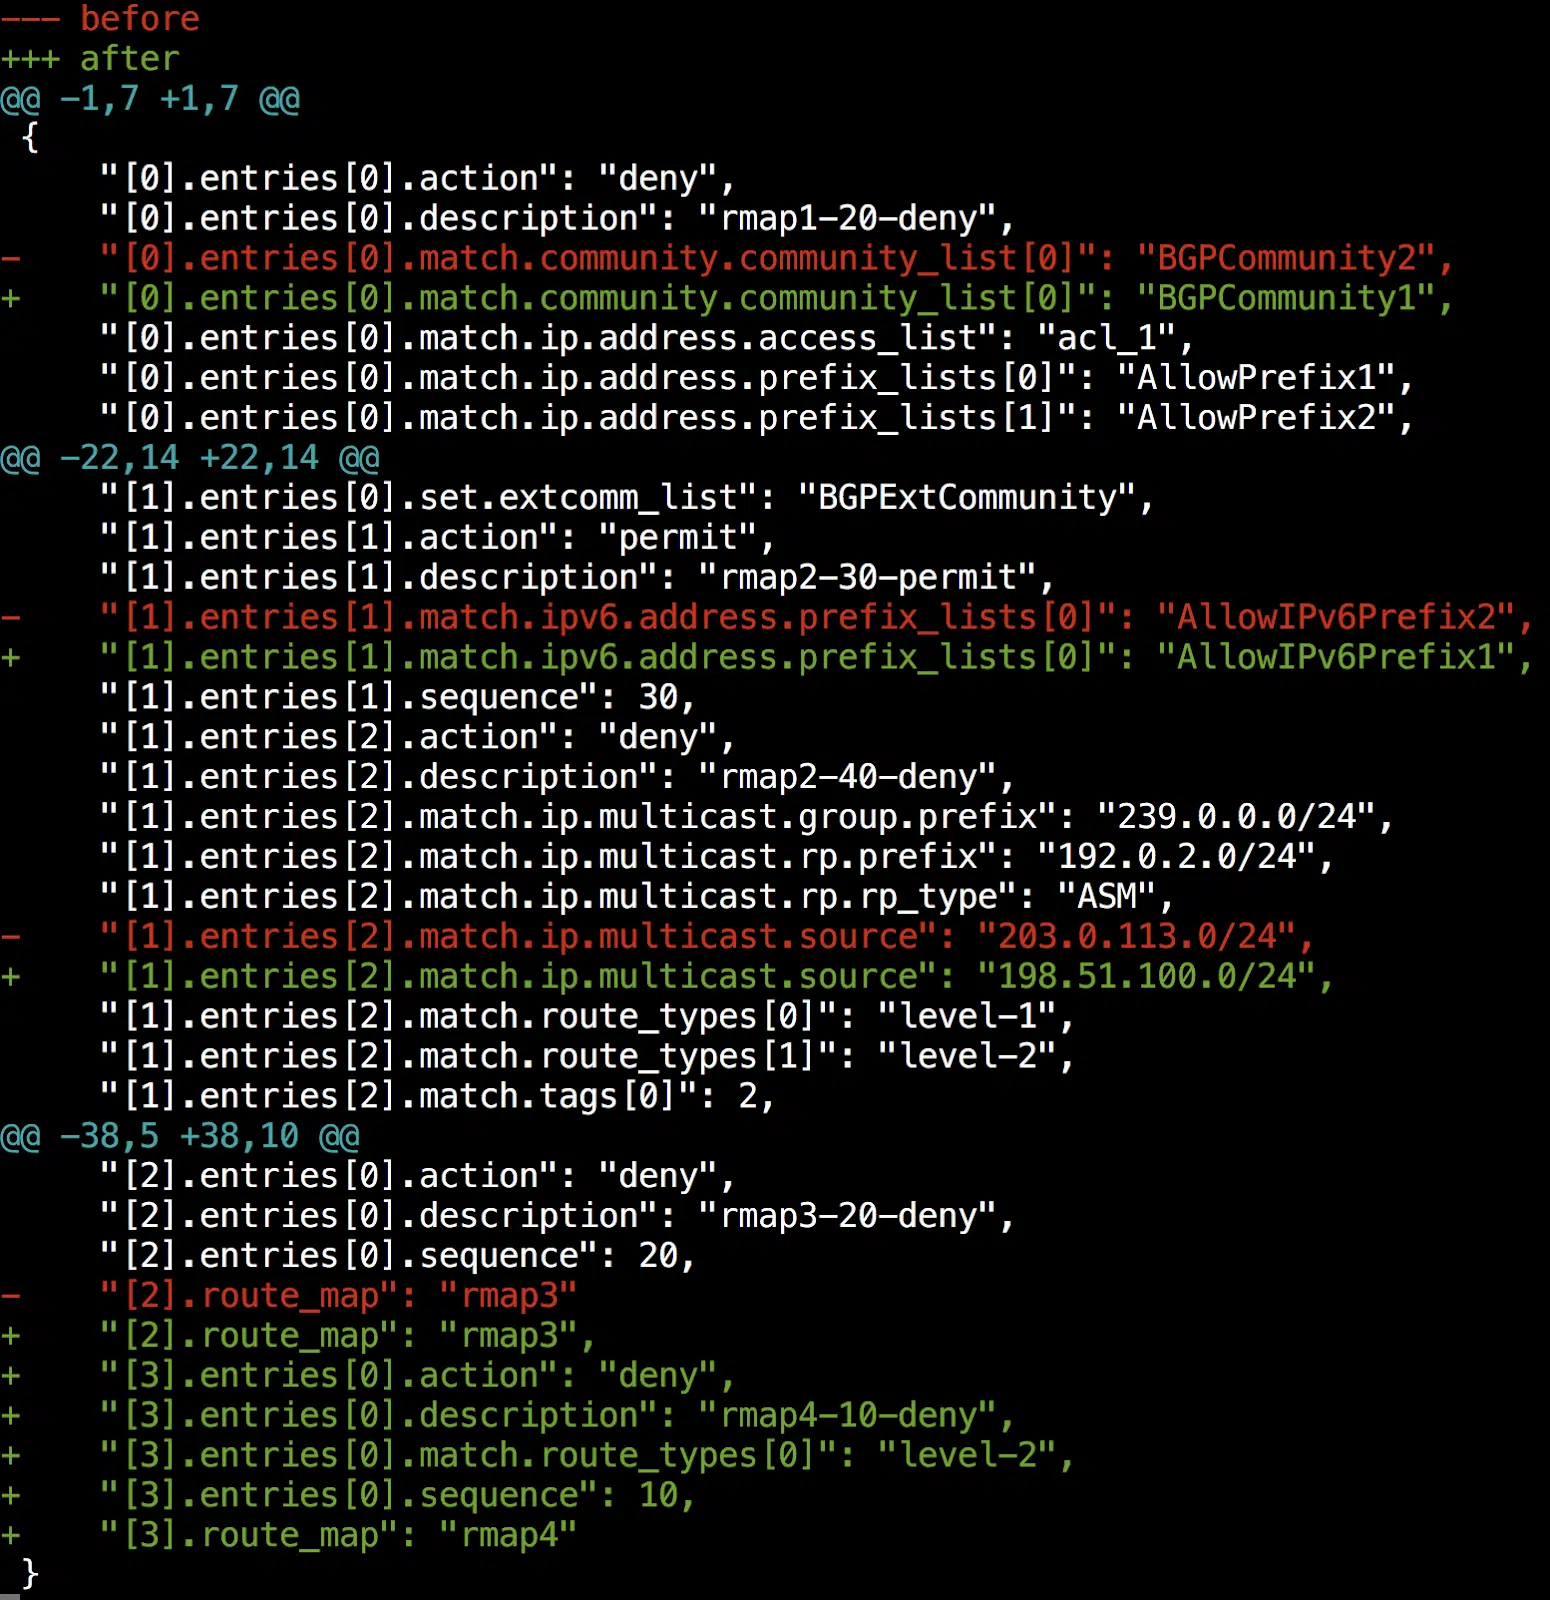 --- before
+++ after
@@ -1,7 +1,7 @@
 {
     "[0].entries[0].action": "deny",
     "[0].entries[0].description": "rmap1-20-deny",
-    "[0].entries[0].match.community.community_list[0]": "BGPCommunity2",
+    "[0].entries[0].match.community.community_list[0]": "BGPCommunity1",
     "[0].entries[0].match.ip.address.access_list": "acl_1",
     "[0].entries[0].match.ip.address.prefix_lists[0]": "AllowPrefix1",
     "[0].entries[0].match.ip.address.prefix_lists[1]": "AllowPrefix2",
@@ -22,14 +22,14 @@
     "[1].entries[0].set.extcomm_list": "BGPExtCommunity",
     "[1].entries[1].action": "permit",
     "[1].entries[1].description": "rmap2-30-permit",
-    "[1].entries[1].match.ipv6.address.prefix_lists[0]": "AllowIPv6Prefix2",
+    "[1].entries[1].match.ipv6.address.prefix_lists[0]": "AllowIPv6Prefix1",
     "[1].entries[1].sequence": 30,
     "[1].entries[2].action": "deny",
     "[1].entries[2].description": "rmap2-40-deny",
     "[1].entries[2].match.ip.multicast.group.prefix": "239.0.0.0/24",
     "[1].entries[2].match.ip.multicast.rp.prefix": "192.0.2.0/24",
     "[1].entries[2].match.ip.multicast.rp.rp_type": "ASM",
-    "[1].entries[2].match.ip.multicast.source": "203.0.113.0/24",
+    "[1].entries[2].match.ip.multicast.source": "198.51.100.0/24",
     "[1].entries[2].match.route_types[0]": "level-1",
     "[1].entries[2].match.route_types[1]": "level-2",
     "[1].entries[2].match.tags[0]": 2,
@@ -38,5 +38,10 @@
     "[2].entries[0].action": "deny",
     "[2].entries[0].description": "rmap3-20-deny",
     "[2].entries[0].sequence": 20,
-    "[2].route_map": "rmap3"
+    "[2].route_map": "rmap3",
+    "[3].entries[0].action": "deny",
+    "[3].entries[0].description": "rmap4-10-deny",
+    "[3].entries[0].match.route_types[0]": "level-2",
+    "[3].entries[0].sequence": 10,
+    "[3].route_map": "rmap4"
 }